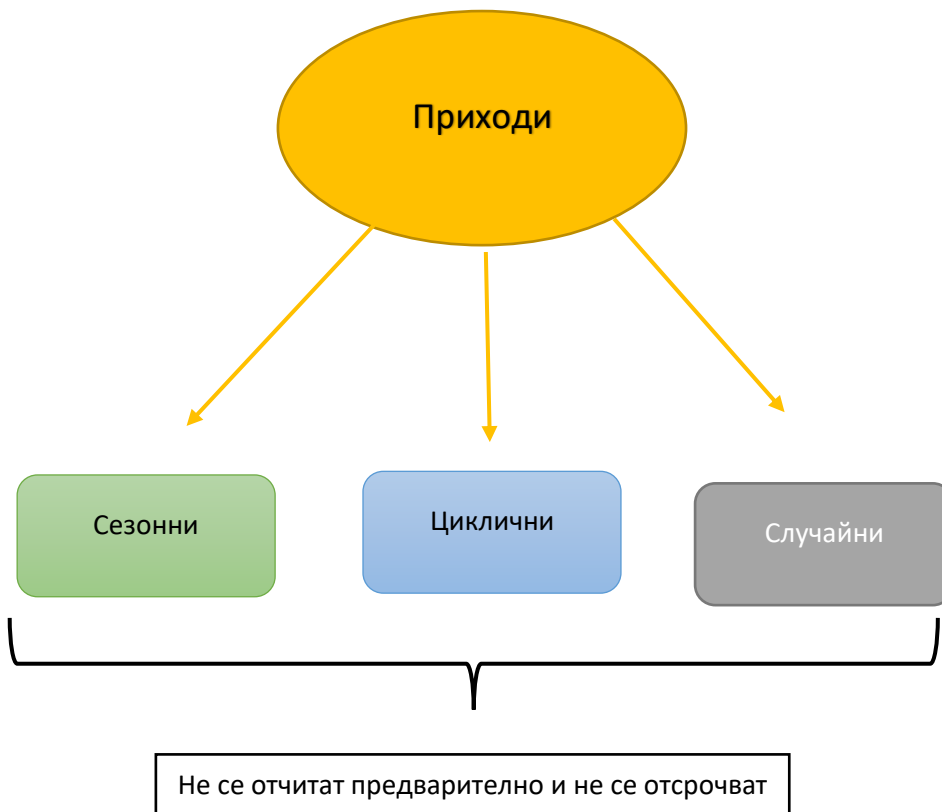 Приходи
Сезонни
Циклични
Случайни
Не се отчитат предварително и не се отсрочват